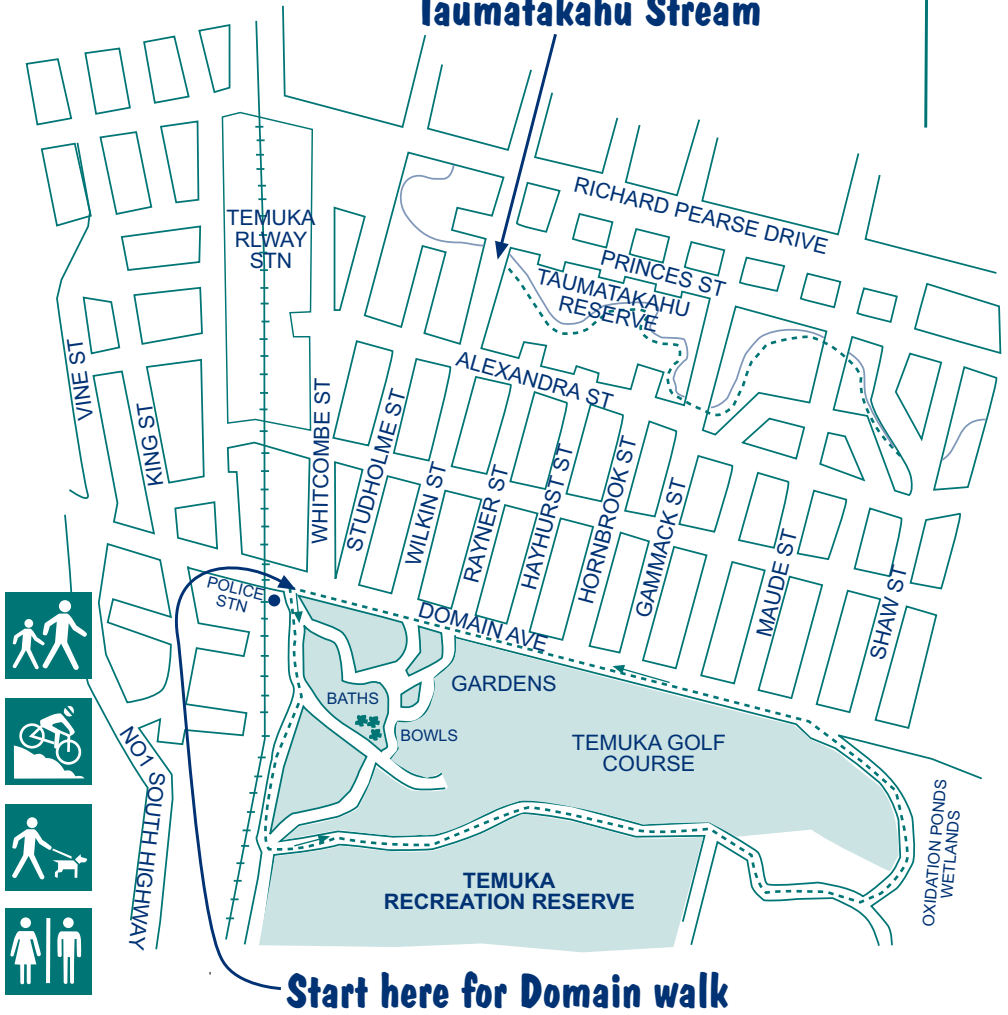 Taumatakahu Stream
RICHARD PEARSE DRIVE
TEMUKA
RLWAY
STN
PRINCES ST
TAUMATAKAHU
RESERVE
VINE ST
ALEXANDRA ST
KING ST
WHITCOMBE ST
STUDHOLME ST
WILKIN ST
RAYNER ST
HAYHURST ST
HORNBROOK ST
GAMMACK ST
MAUDE ST
SHAW ST
POLICE
STN
DOMAIN AVE
GARDENS
BATHS
BOWLS
TEMUKA GOLF
COURSE
NO1 SOUTH HIGHWAY
OXIDATION PONDS
WETLANDS
TEMUKA
RECREATION RESERVE
Start here for Domain walk